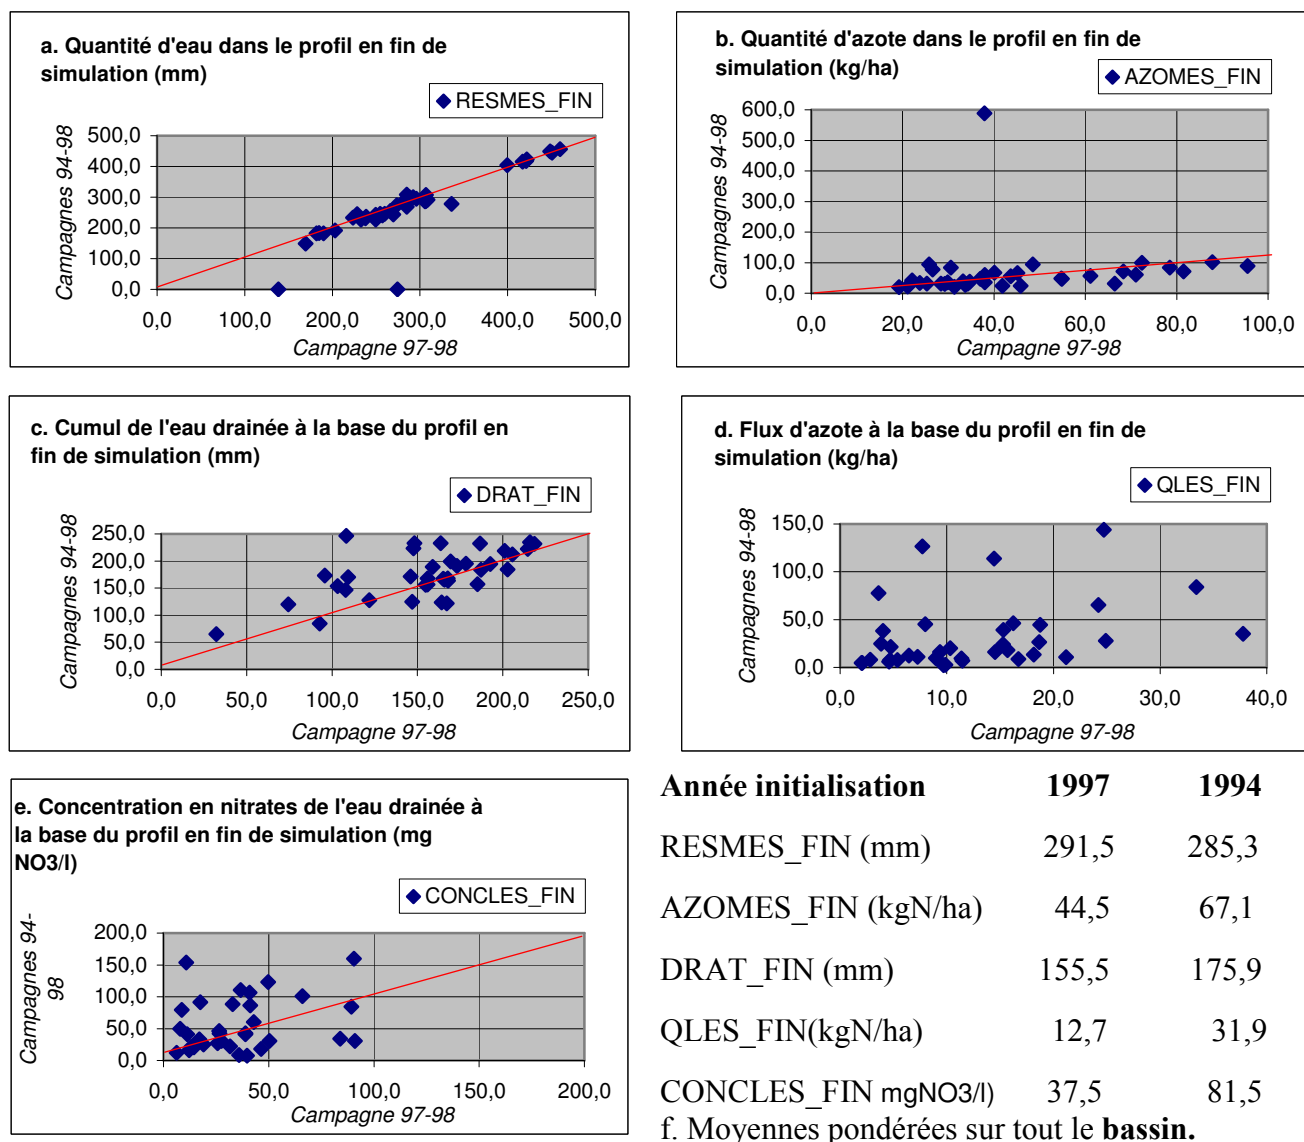 a. Quantité d'eau dans le profil en fin de
simulation (mm)
RESMES_FIN
Campagnes 94-98
500,0
400,0
300,0
200,0
100,0
0,0
0,0 100,0 200,0 300,0 400,0 500,0
Campagne 97-98
b. Quantité d'azote dans le profil en fin de
simulation (kg/ha)
AZOMES_FIN
Campagnes 94-98
600,0
500,0
400,0
300,0
200,0
100,0
0,0
0,0 20,0 40,0 60,0 80,0 100,0
Campagne 97-98
c. Cumul de l'eau drainée à la base du profil en
fin de simulation (mm)
DRAT_FIN
Campagnes 94-98
250,0
200,0
150,0
100,0
50,0
0,0
0,0 50,0 100,0 150,0 200,0 250,0
Campagne 97-98
d. Flux d'azote à la base du profil en fin de
simulation (kg/ha)
QLES_FIN
Campagnes 94-98
150,0
100,0
50,0
0,0
0,0 10,0 20,0 30,0 40,0
Campagne 97-98
e. Concentration en nitrates de l'eau drainée à
la base du profil en fin de simulation (mg
NO3/l)
CONCLES_FIN
Campagnes 94-
98
200,0
150,0
100,0
50,0
0,0
0,0 50,0 100,0 150,0 200,0
Campagne 97-98
Année initialisation 1997 1994
RESMES_FIN (mm) 291,5 285,3
AZOMES_FIN (kgN/ha) 44,5 67,1
DRAT_FIN (mm) 155,5 175,9
QLES_FIN(kgN/ha) 12,7 31,9
CONCLES_FIN mgNO3/l) 37,5 81,5
f. Moyennes pondérées sur tout le bassin.